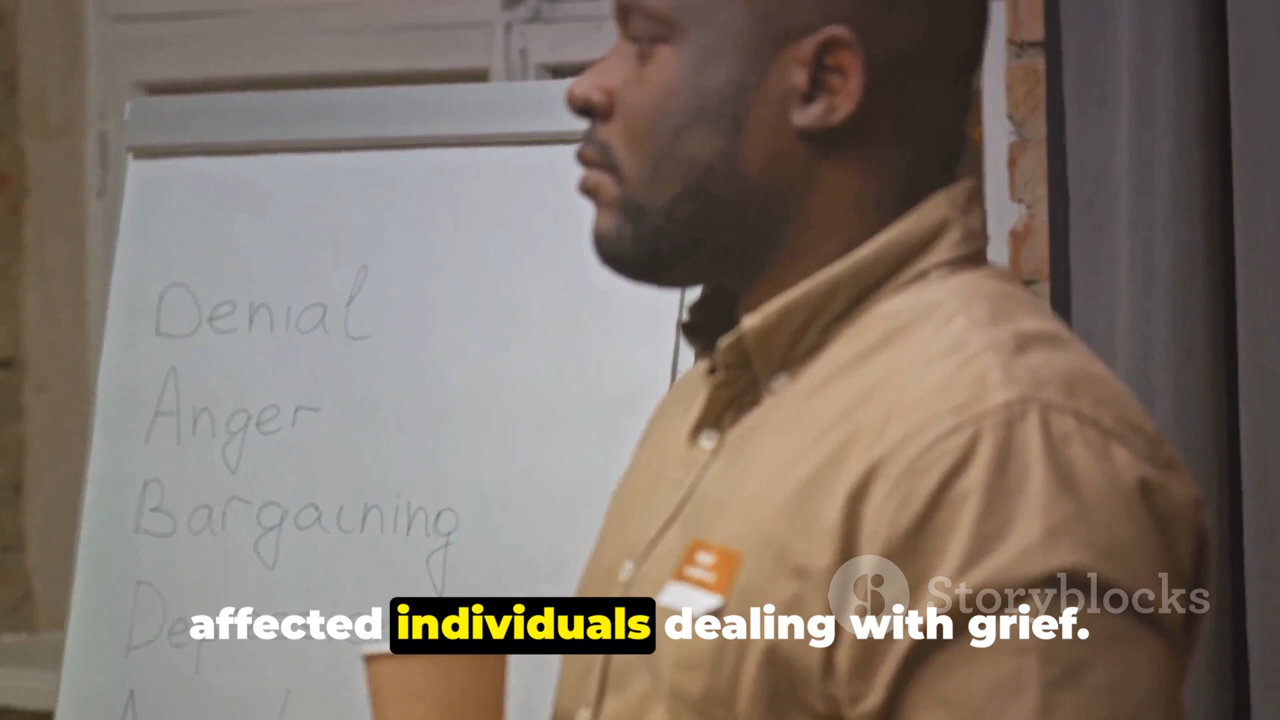 Denial
Anger
Bargaining
Storyblocks
affected individuals dealing with grief.